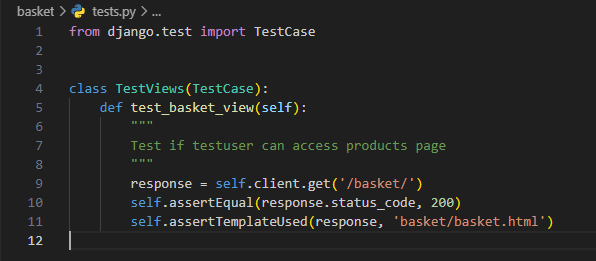 basket > tests.py > ...
1 from django.test import TestCase
2
3
4 class TestViews(TestCase):
5     def test_basket_view(self):
6         """
7         Test if testuser can access products page
8         """
9         response = self.client.get('/basket/')
10         self.assertEqual(response.status_code, 200)
11         self.assertTemplateUsed(response, 'basket/basket.html')
12